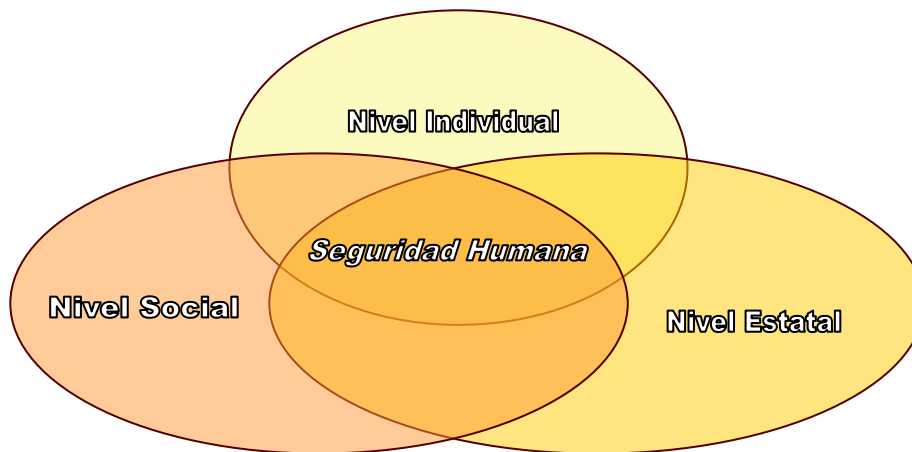 Nivel Individual
Seguridad Humana
Nivel Social
Nivel Estatal